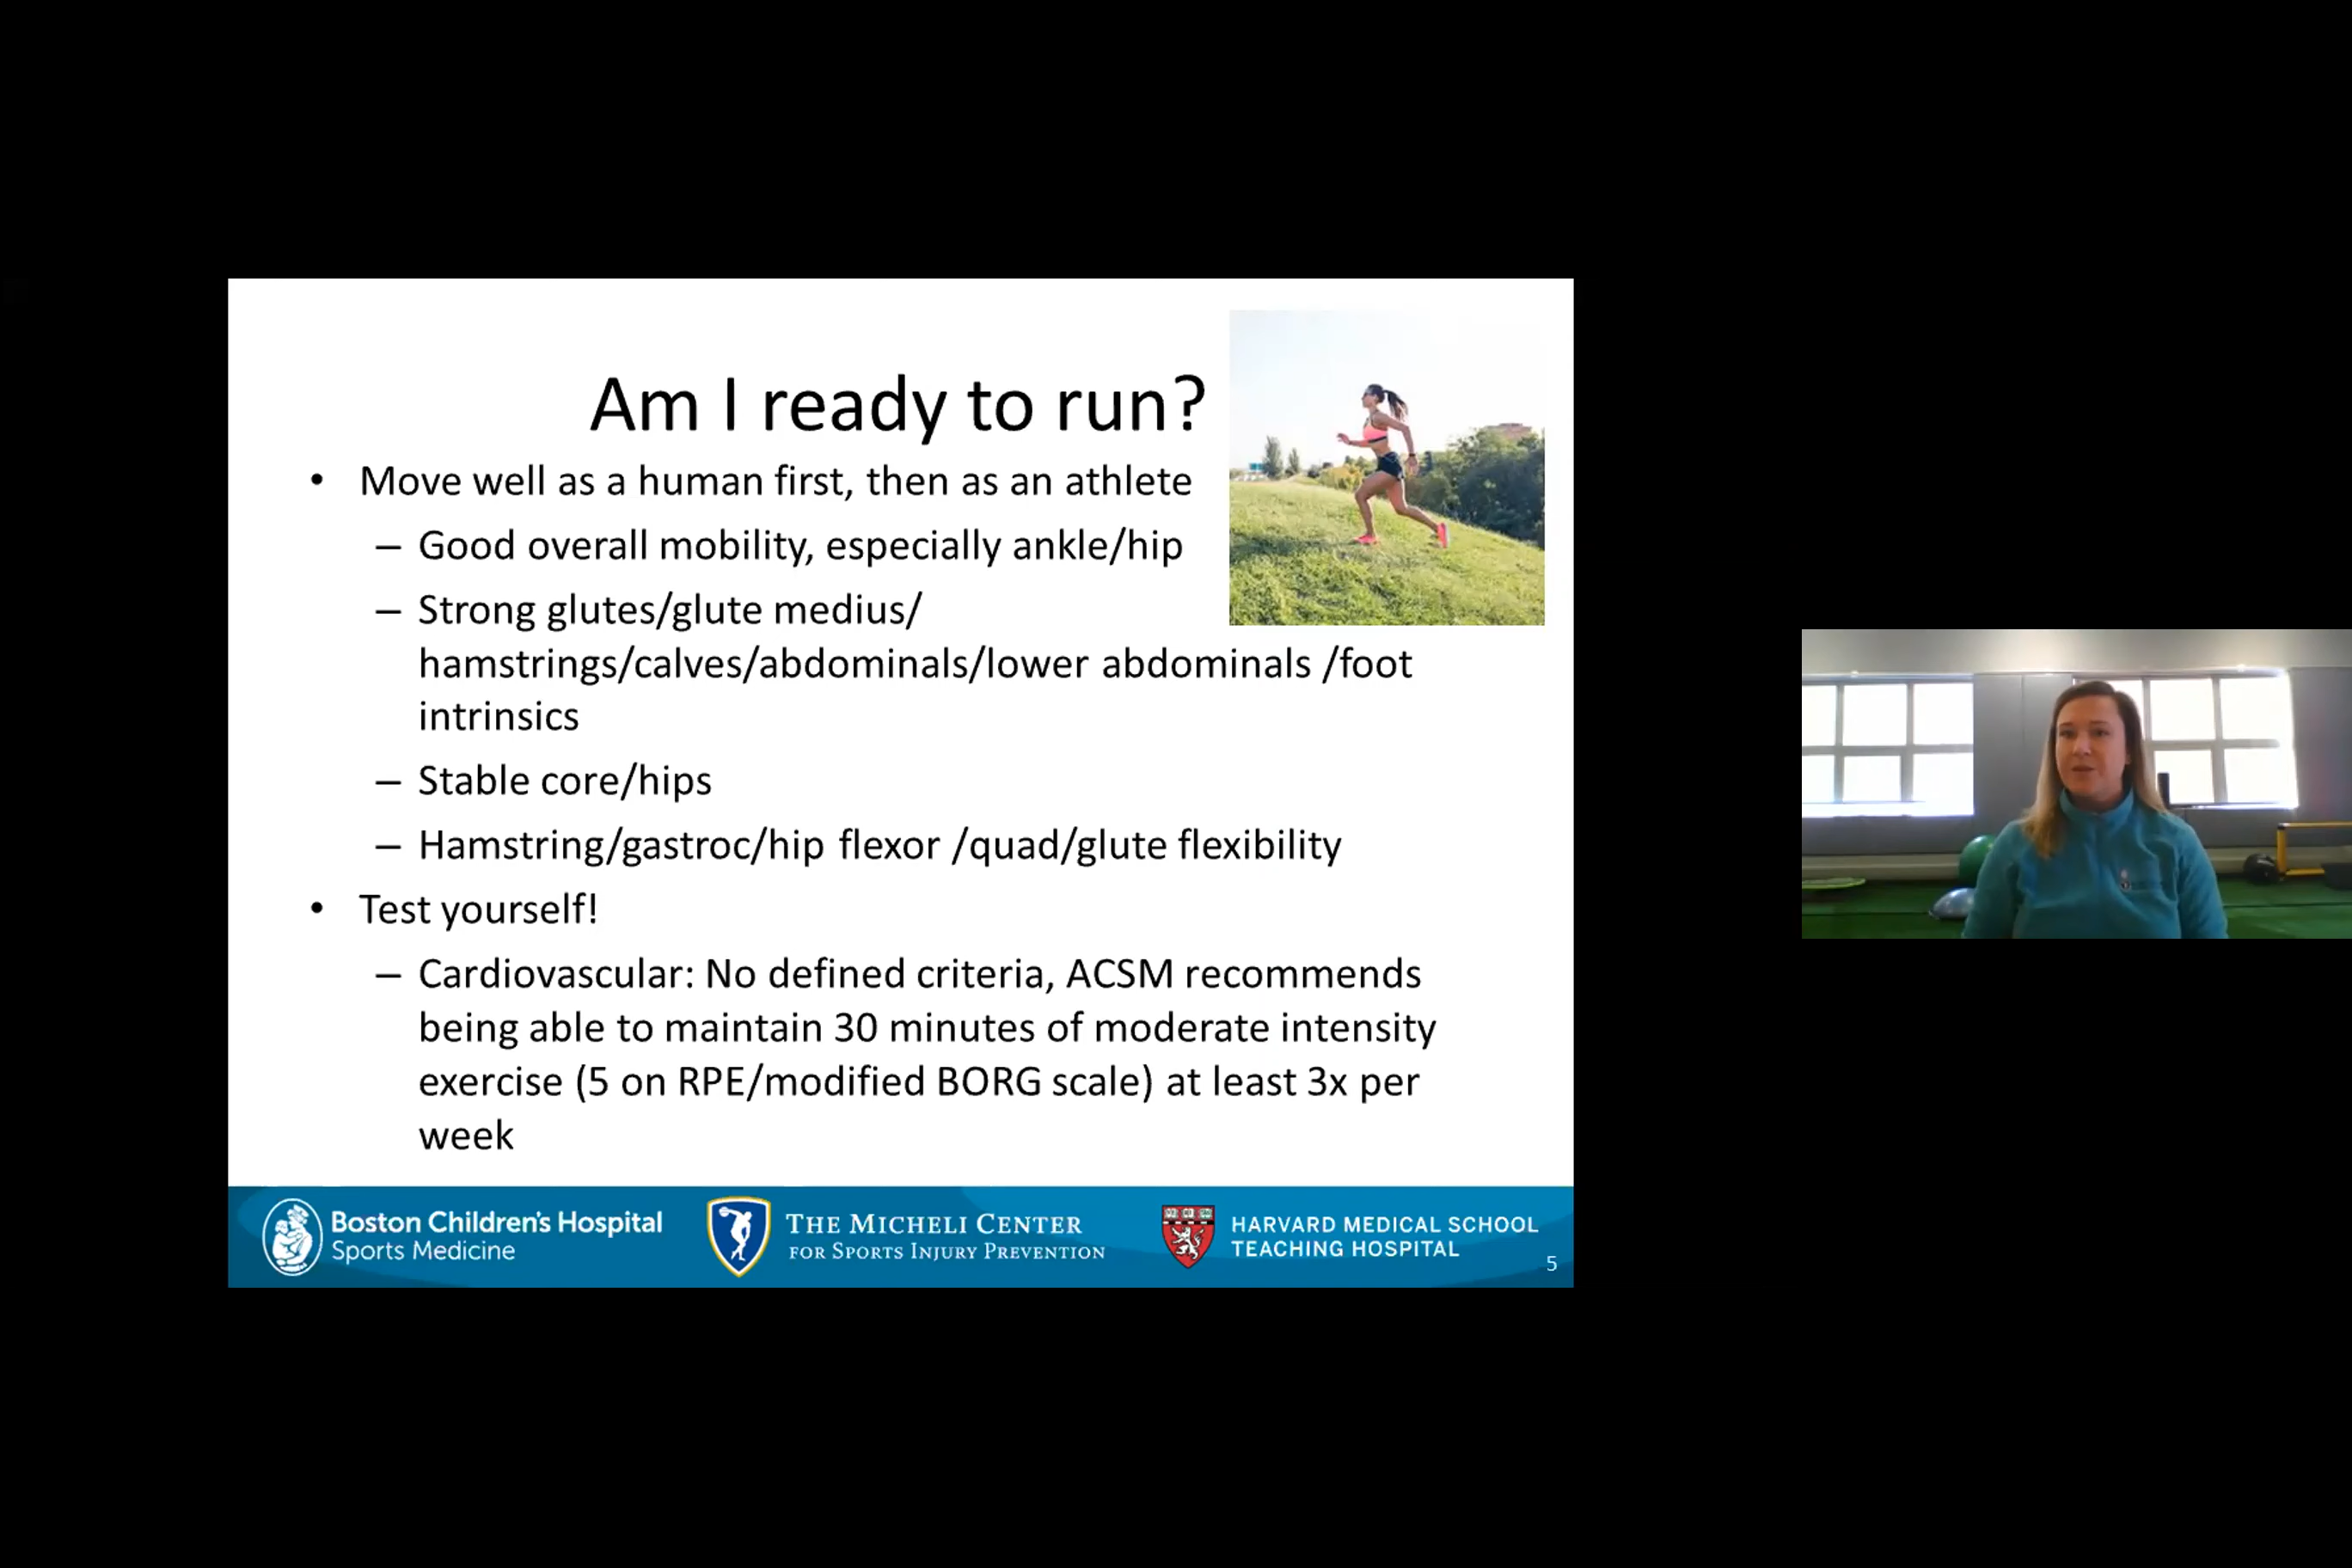 Am I ready to run?
• Move well as a human first, then as an athlete
– Good overall mobility, especially ankle/hip
– Strong glutes/glute medius/
hamstrings/calves/abdominals/lower abdominals /foot
intrinsics
– Stable core/hips
– Hamstring/gastroc/hip flexor /quad/glute flexibility
• Test yourself!
– Cardiovascular: No defined criteria, ACSM recommends
being able to maintain 30 minutes of moderate intensity
exercise (5 on RPE/modified BORG scale) at least 3x per
week
Boston Children's Hospital
Sports Medicine
THE MICHELI CENTER
FOR SPORTS INJURY PREVENTION
HARVARD MEDICAL SCHOOL
TEACHING HOSPITAL
5